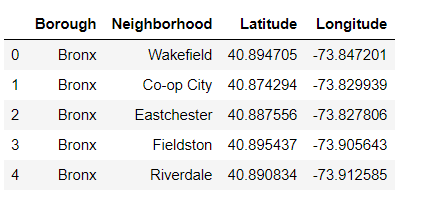 Borough Neighborhood Latitude Longitude
0 Bronx Wakefield 40.894705 -73.847201
1 Bronx Co-op City 40.874294 -73.829939
2 Bronx Eastchester 40.887556 -73.827806
3 Bronx Fieldston 40.895437 -73.905643
4 Bronx Riverdale 40.890834 -73.912585